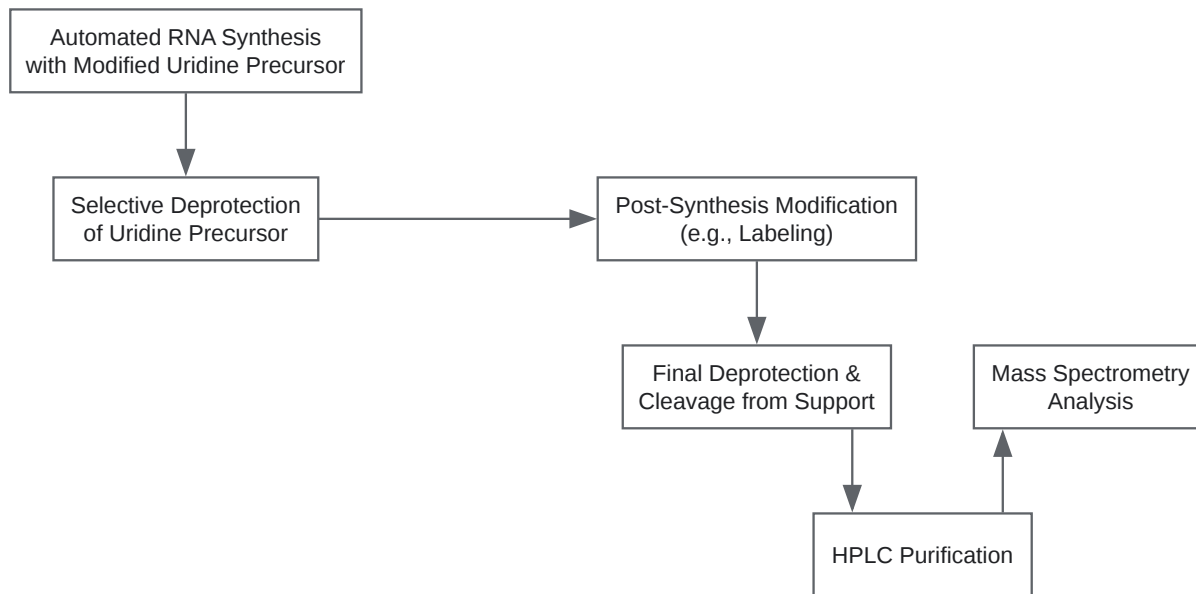 Automated RNA Synthesis
with Modified Uridine Precursor
Selective Deprotection
of Uridine Precursor
Post-Synthesis Modification
(e.g., Labeling)
Final Deprotection &
Cleavage from Support
Mass Spectrometry
Analysis
HPLC Purification